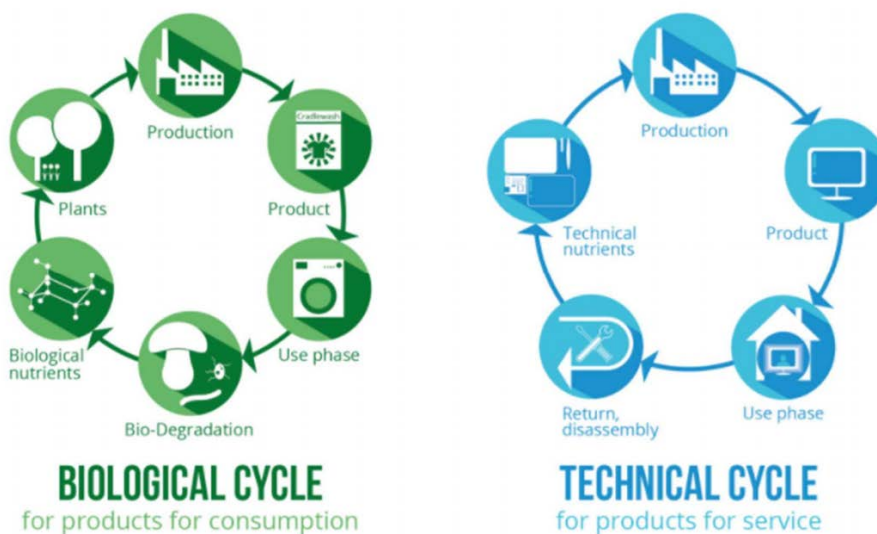 Production
Cradlewash
Product
Use phase
Bio-Degradation
Biological
nutrients
Plants
BIOLOGICAL CYCLE
for products for consumption
Production
Product
Use phase
Return,
disassembly
Technical
nutrients
TECHNICAL CYCLE
for products for service